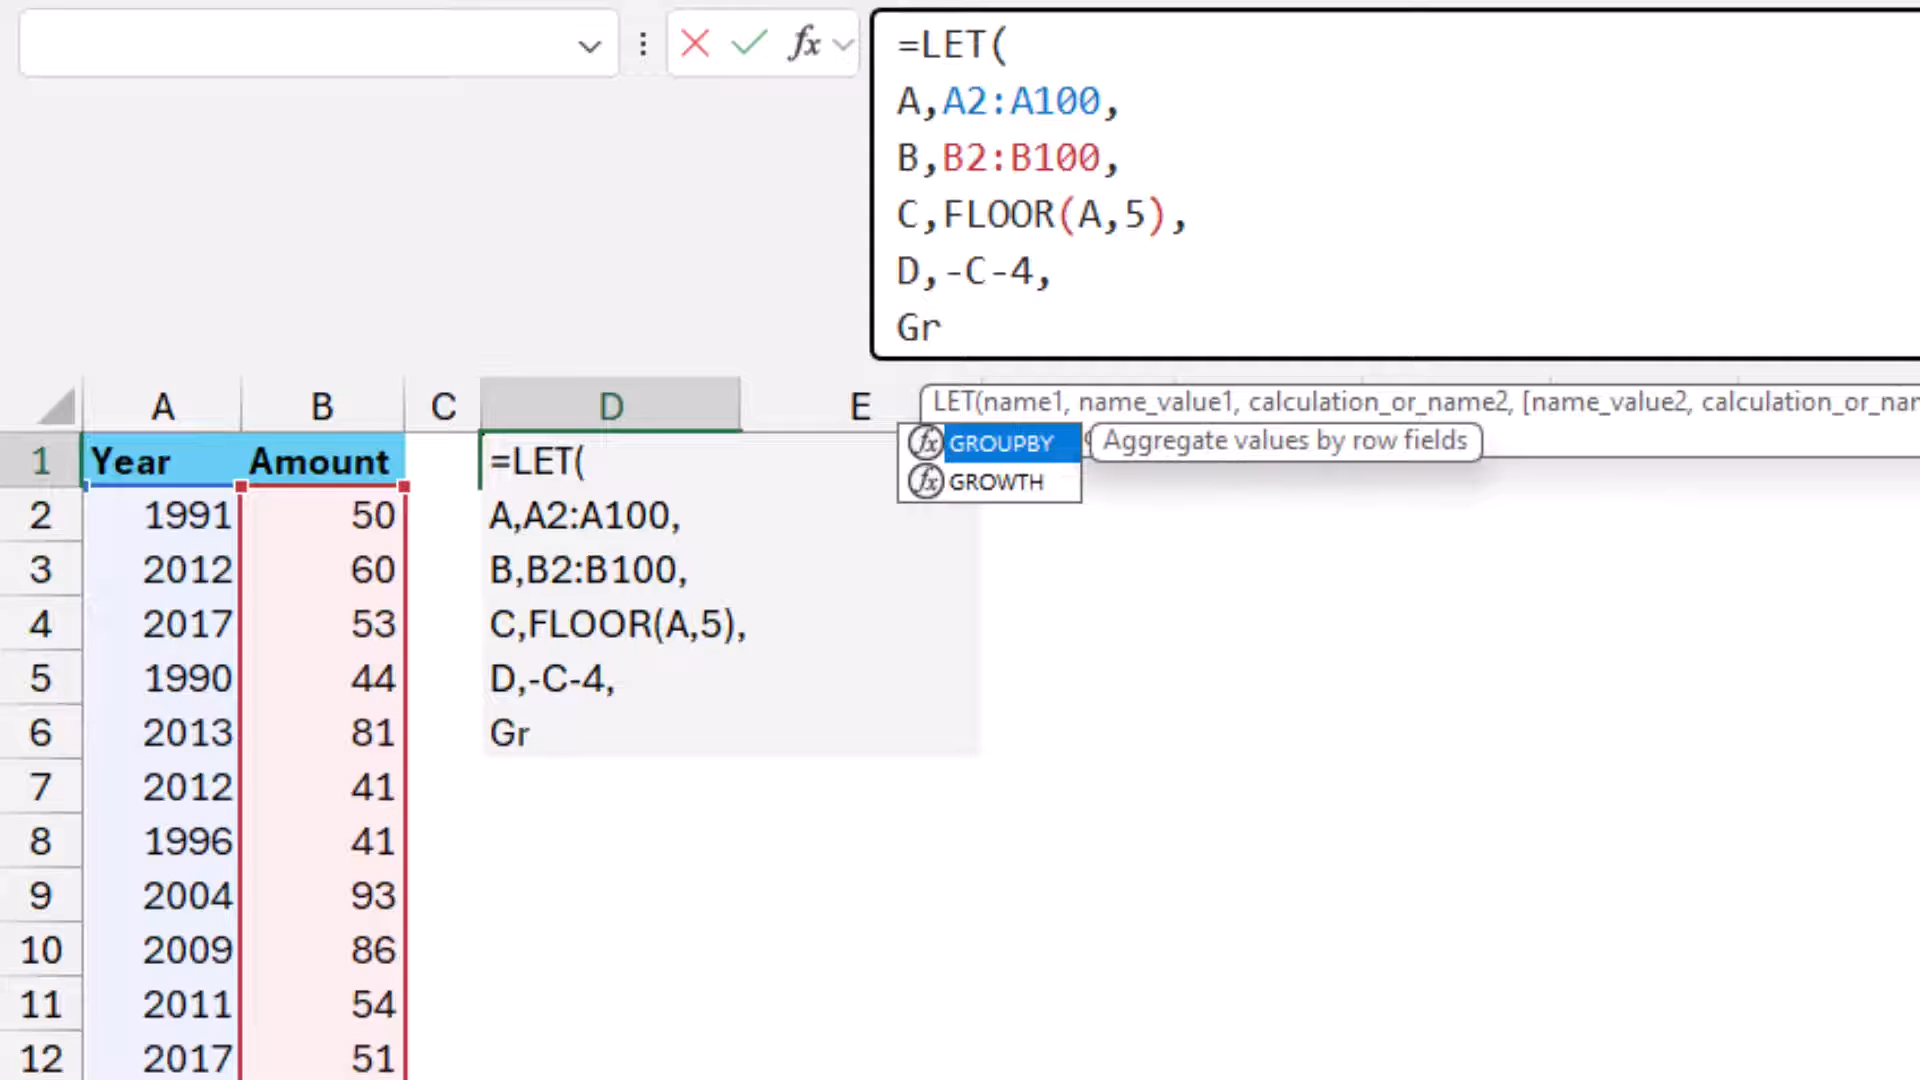 fx
=LET(
A,A2:A100,
B,B2:B100,
C,FLOOR(A,5),
D,-C-4,
Gr
LET(name1, name_value1, calculation_or_name2, [name_value2, 
fx GROUPBY
Aggregate values by row fields
fx GROWTH
A B C D E
1 Year Amount =LET(
2 1991 50 A,A2:A100,
3 2012 60 B,B2:B100,
4 2017 53 C,FLOOR(A,5),
5 1990 44 D,-C-4,
6 2013 81 Gr
7 2012 41
8 1996 41
9 2004 93
10 2009 86
11 2011 54
12 2017 51